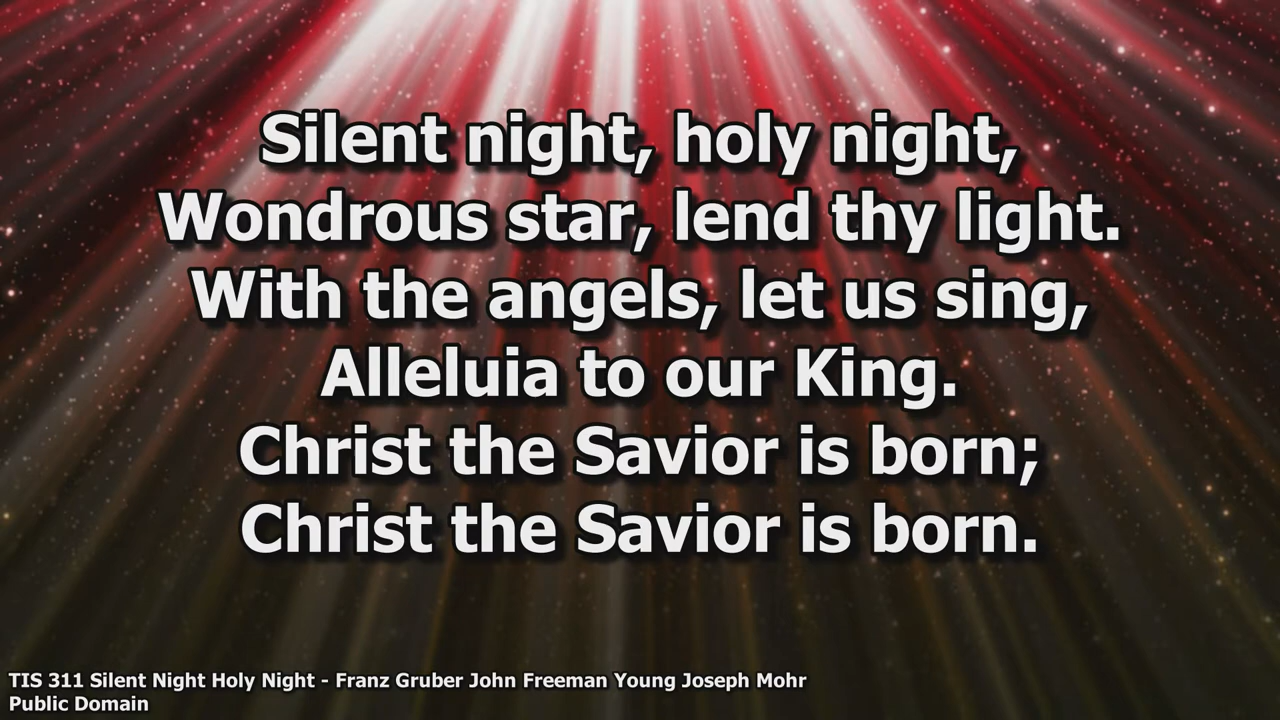 Silent night, holy night,
Wondrous star, lend thy light.
With the angels, let us sing,
Alleluia to our King.
Christ the Savior is born;
Christ the Savior is born.
TIS 311 Silent Night Holy Night - Franz Gruber John Freeman Young Joseph Mohr
Public Domain